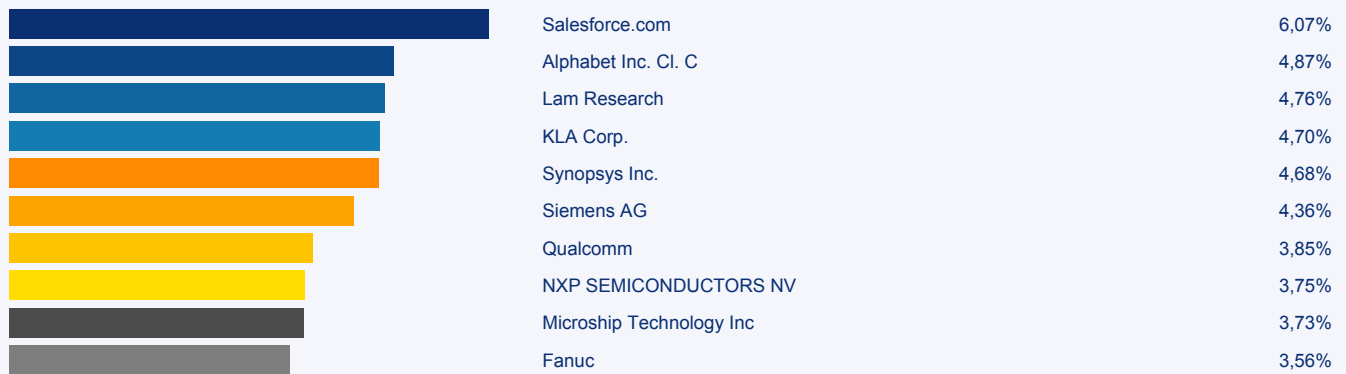 Salesforce.com 6,07%
Alphabet Inc. Cl. C 4,87%
Lam Research 4,76%
KLA Corp. 4,70%
Synopsys Inc. 4,68%
Siemens AG 4,36%
Qualcomm 3,85%
NXP SEMICONDUCTORS NV 3,75%
Microship Technology Inc 3,73%
Fanuc 3,56%